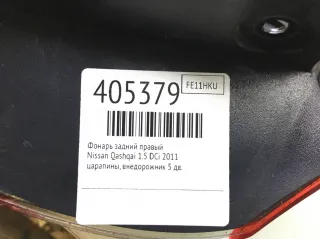 405379
FE11HKU
Фонарь задний правый
Nissan Qashqai 1.5 DCi 2011
царапины, внедорожник 5 дв.